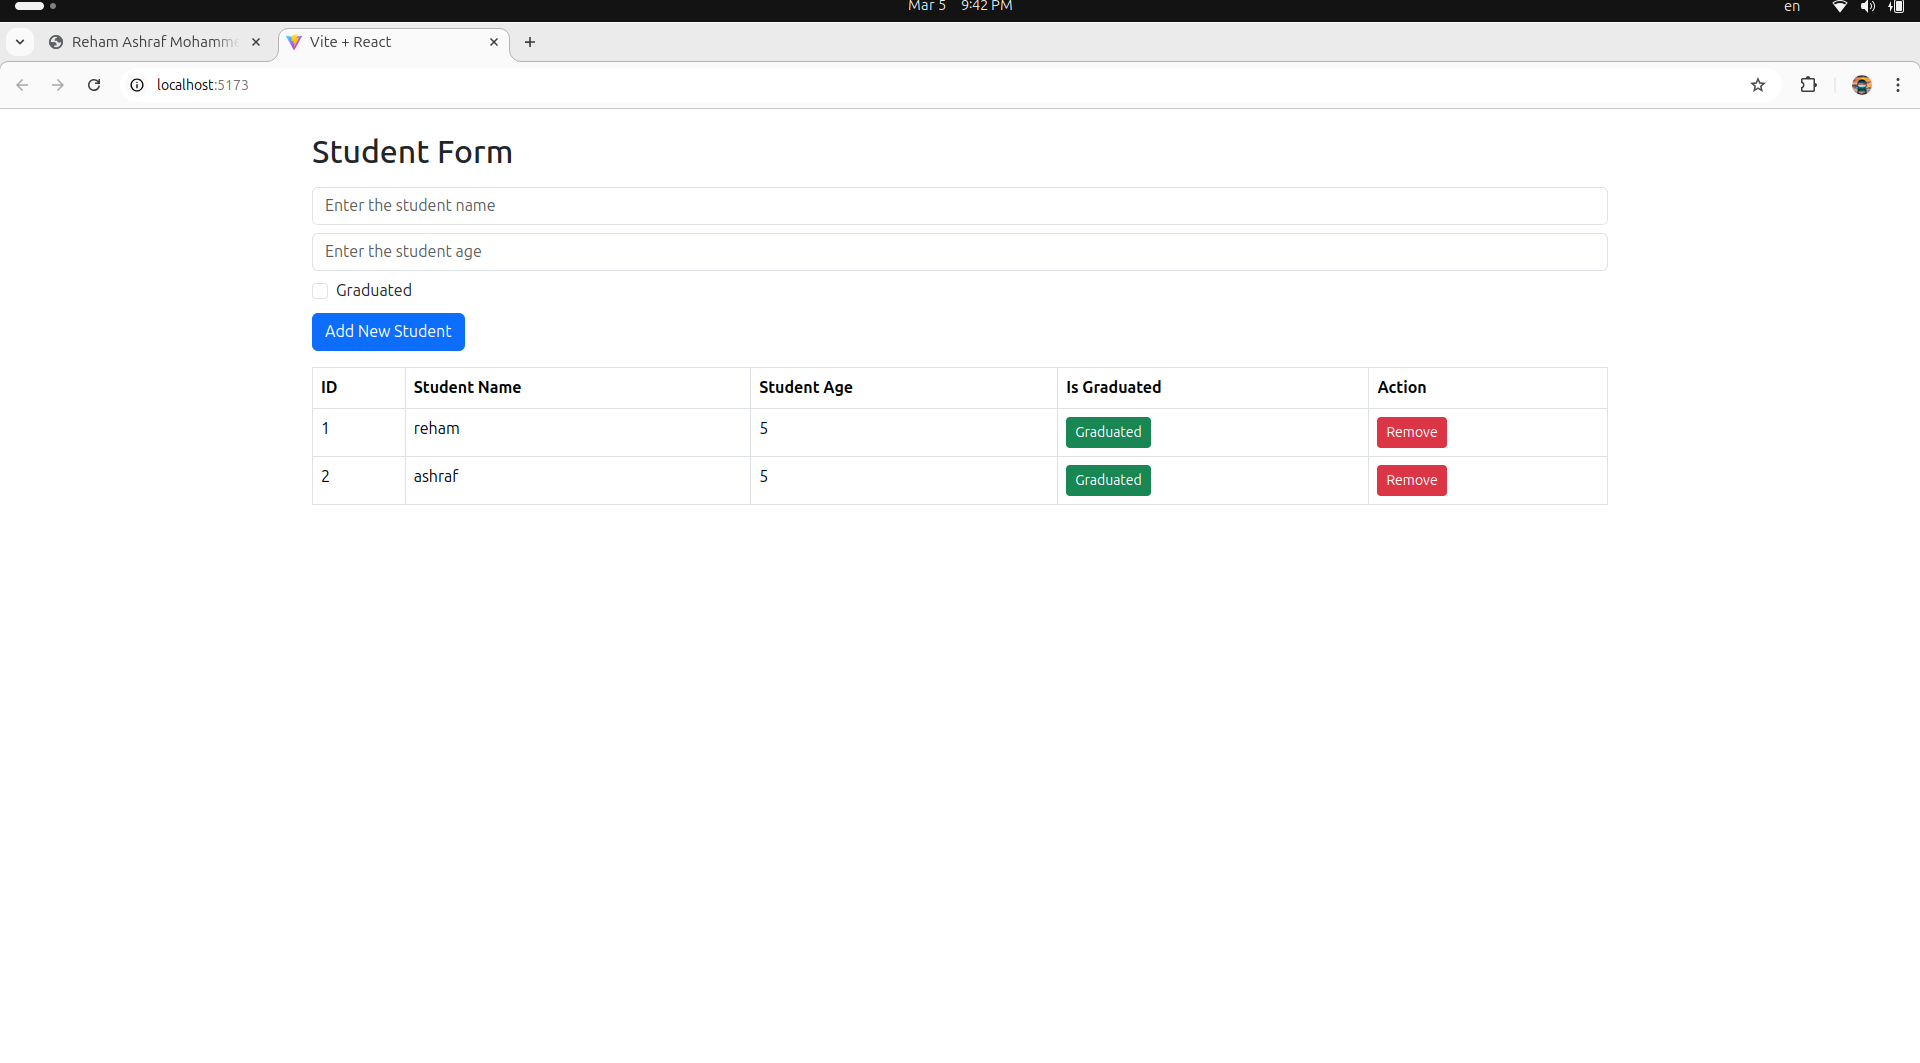 Mar 5 9:42 PM
en
Reham Ashraf Mohamme
Vite + React
localhost:5173
Student Form
Enter the student name
Enter the student age
Graduated
Add New Student
ID Student Name Student Age Is Graduated Action
1 reham 5 Graduated Remove
2 ashraf 5 Graduated Remove